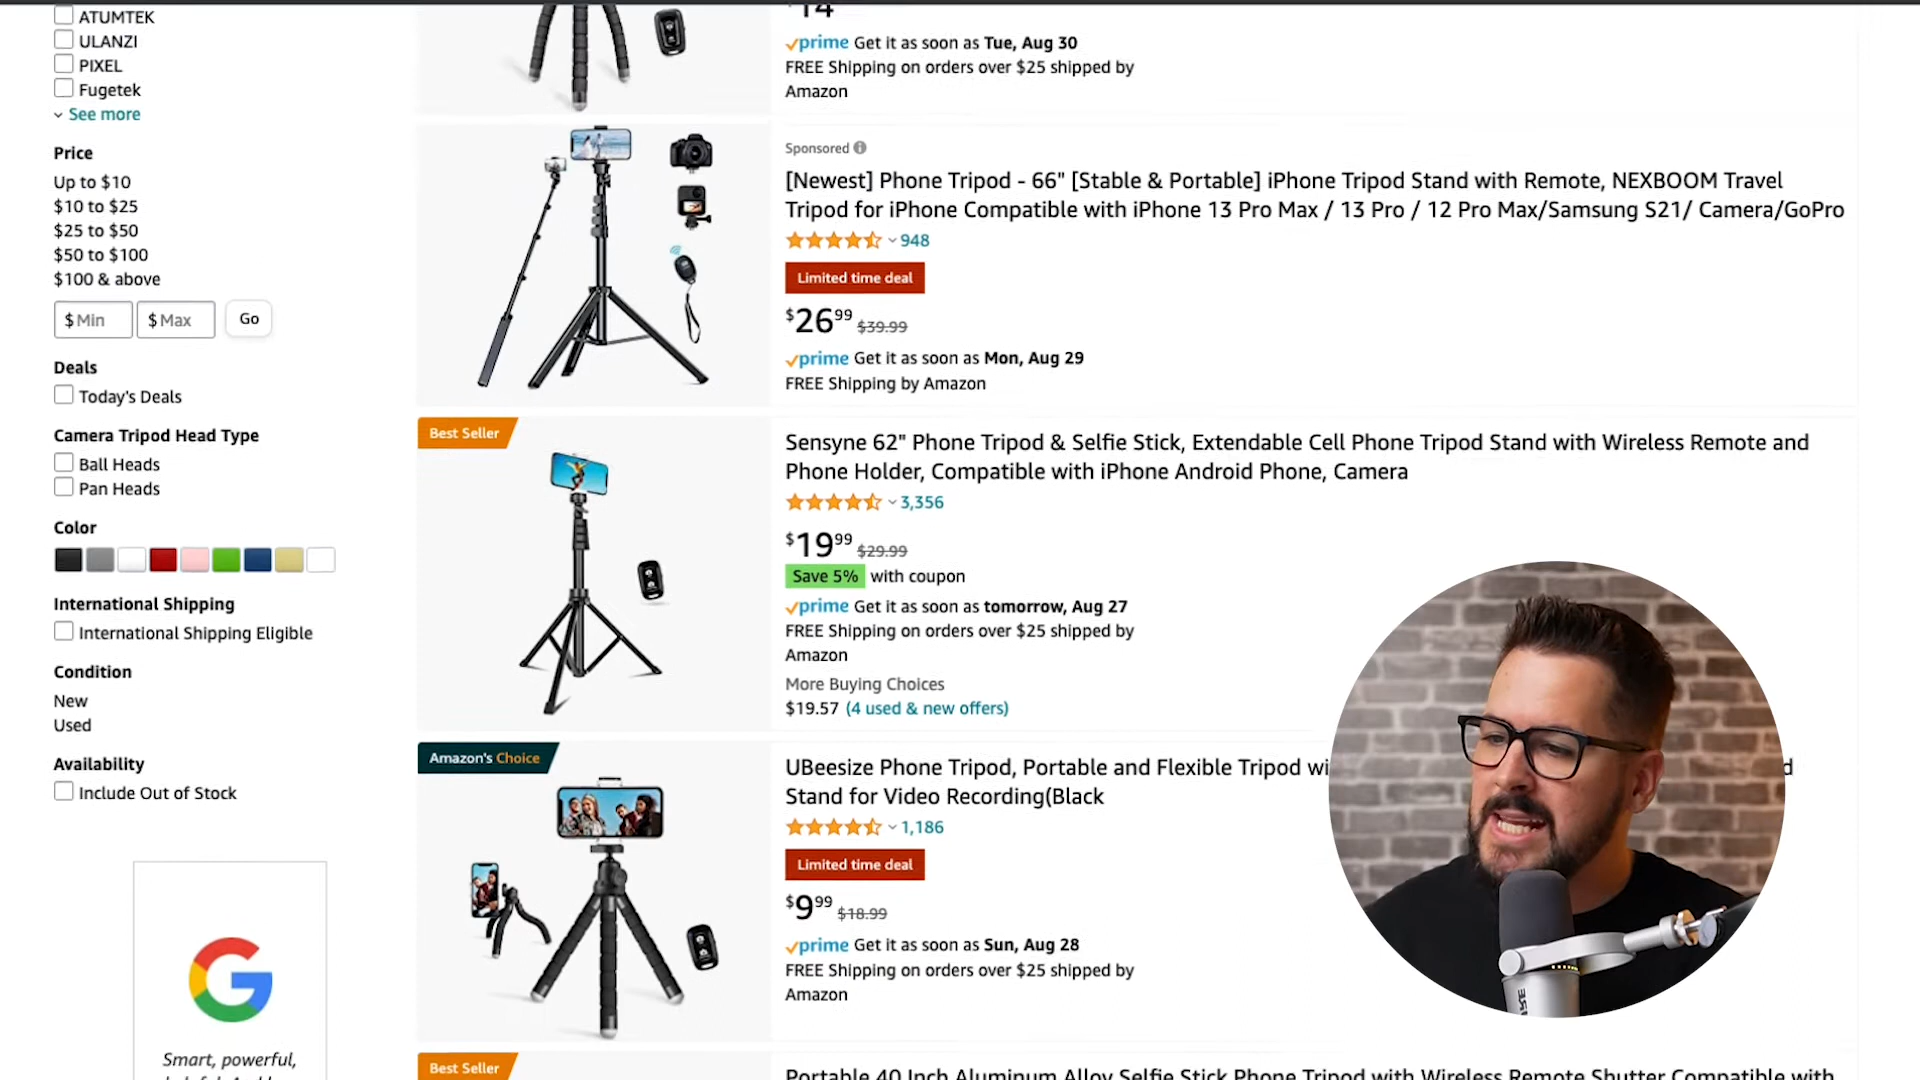 ATUMTEK
ULANZI
PIXEL
Fugetek
See more
Price
Up to $10
$10 to $25
$25 to $50
$50 to $100
$100 & above
$ Min $ Max Go
Deals
Today's Deals
Camera Tripod Head Type
Ball Heads
Pan Heads
Color
International Shipping
International Shipping Eligible
Condition
New
Used
Availability
Include Out of Stock
Smart, powerful,
14
prime Get it as soon as Tue, Aug 30
FREE Shipping on orders over $25 shipped by
Amazon
Sponsored
[Newest] Phone Tripod - 66" [Stable & Portable] iPhone Tripod Stand with Remote, NEXBOOM Travel
Tripod for iPhone Compatible with iPhone 13 Pro Max / 13 Pro / 12 Pro Max/Samsung S21/ Camera/GoPro
948
Limited time deal
$26⁹⁹ $39.99
prime Get it as soon as Mon, Aug 29
FREE Shipping by Amazon
Best Seller
Sensyne 62" Phone Tripod & Selfie Stick, Extendable Cell Phone Tripod Stand with Wireless Remote and
Phone Holder, Compatible with iPhone Android Phone, Camera
3,356
$19⁹⁹ $29.99
Save 5% with coupon
prime Get it as soon as tomorrow, Aug 27
FREE Shipping on orders over $25 shipped by
Amazon
More Buying Choices
$19.57 (4 used & new offers)
Amazon's Choice
UBeesize Phone Tripod, Portable and Flexible Tripod wi
Stand for Video Recording(Black
1,186
Limited time deal
$9⁹⁹ $18.99
prime Get it as soon as Sun, Aug 28
FREE Shipping on orders over $25 shipped by
Amazon
Best Seller
Portable 40 Inch Aluminum Alloy Selfie Stick Phone Tripod with Wireless Remote Shutter Compatible with